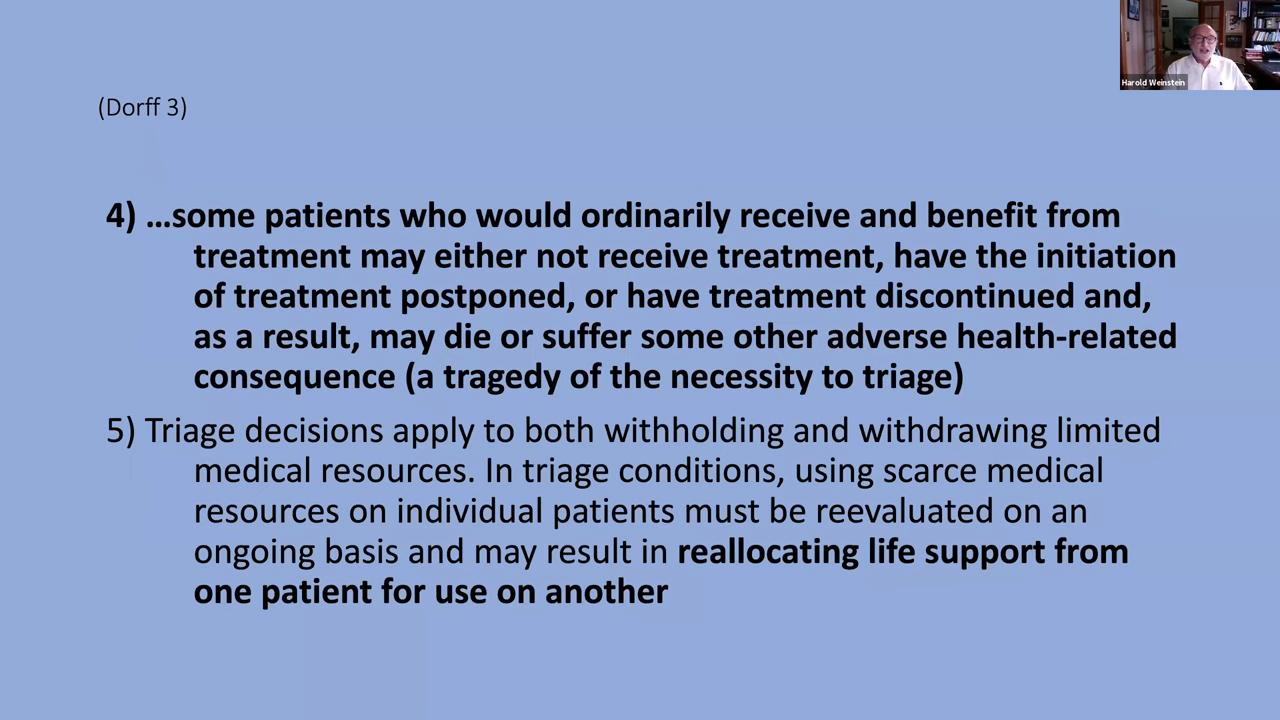 Harold Weinstein
(Dorff 3)
4) …some patients who would ordinarily receive and benefit from
treatment may either not receive treatment, have the initiation
of treatment postponed, or have treatment discontinued and,
as a result, may die or suffer some other adverse health-related
consequence (a tragedy of the necessity to triage)
5) Triage decisions apply to both withholding and withdrawing limited
medical resources. In triage conditions, using scarce medical
resources on individual patients must be reevaluated on an
ongoing basis and may result in reallocating life support from
one patient for use on another